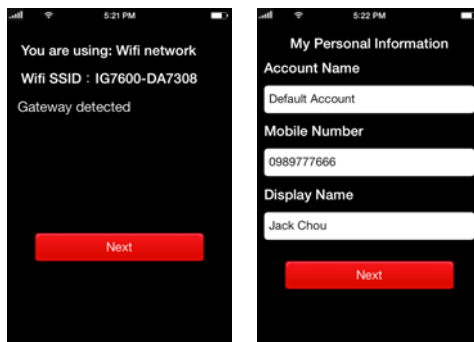 5:21 PM
You are using: Wifi network
Wifi SSID : IG7600-DA7308
Gateway detected
Next
5:22 PM
My Personal Information
Account Name
Default Account
Mobile Number
0989777666
Display Name
Jack Chou
Next